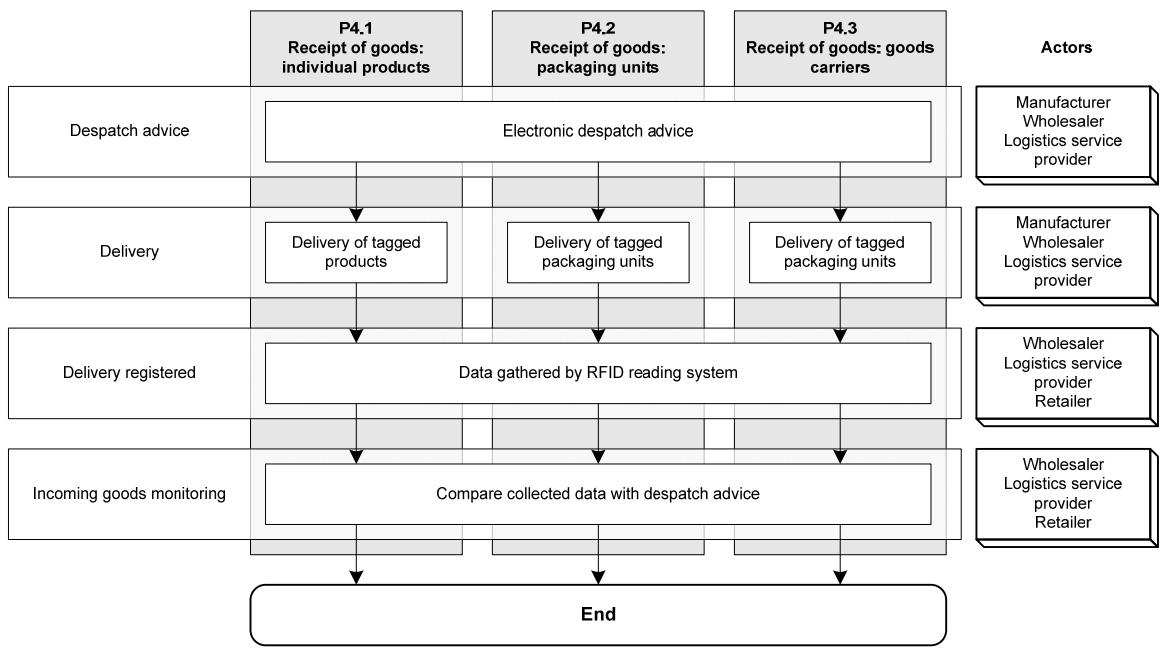 P4.1
Receipt of goods:
individual products
P4.2
Receipt of goods:
packaging units
P4.3
Receipt of goods: goods
carriers
Actors
Despatch advice
Electronic despatch advice
Manufacturer
Wholesaler
Logistics service
provider
Delivery
Delivery of tagged
products
Delivery of tagged
packaging units
Delivery of tagged
packaging units
Manufacturer
Wholesaler
Logistics service
provider
Delivery registered
Data gathered by RFID reading system
Wholesaler
Logistics service
provider
Retailer
Incoming goods monitoring
Compare collected data with despatch advice
Wholesaler
Logistics service
provider
Retailer
End